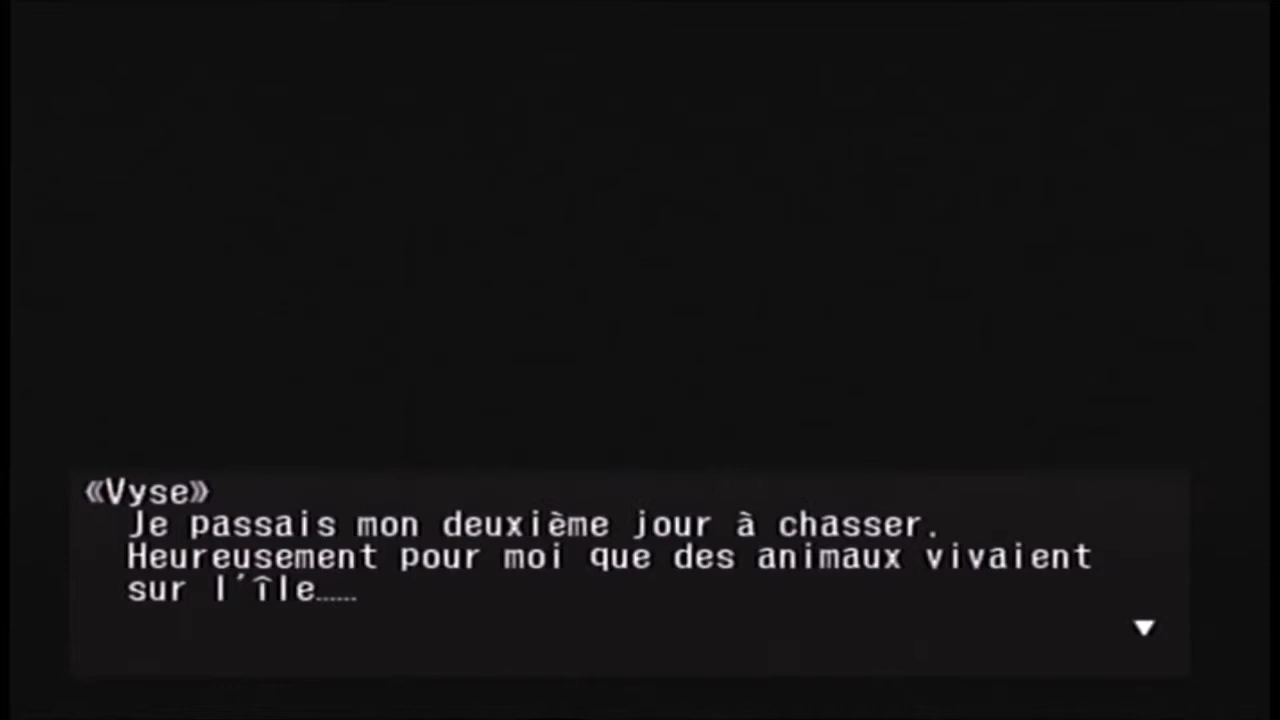 《Vyse》
Je passais mon deuxième jour à chasser.
Heureusement pour moi que des animaux vivaient
sur l´île……